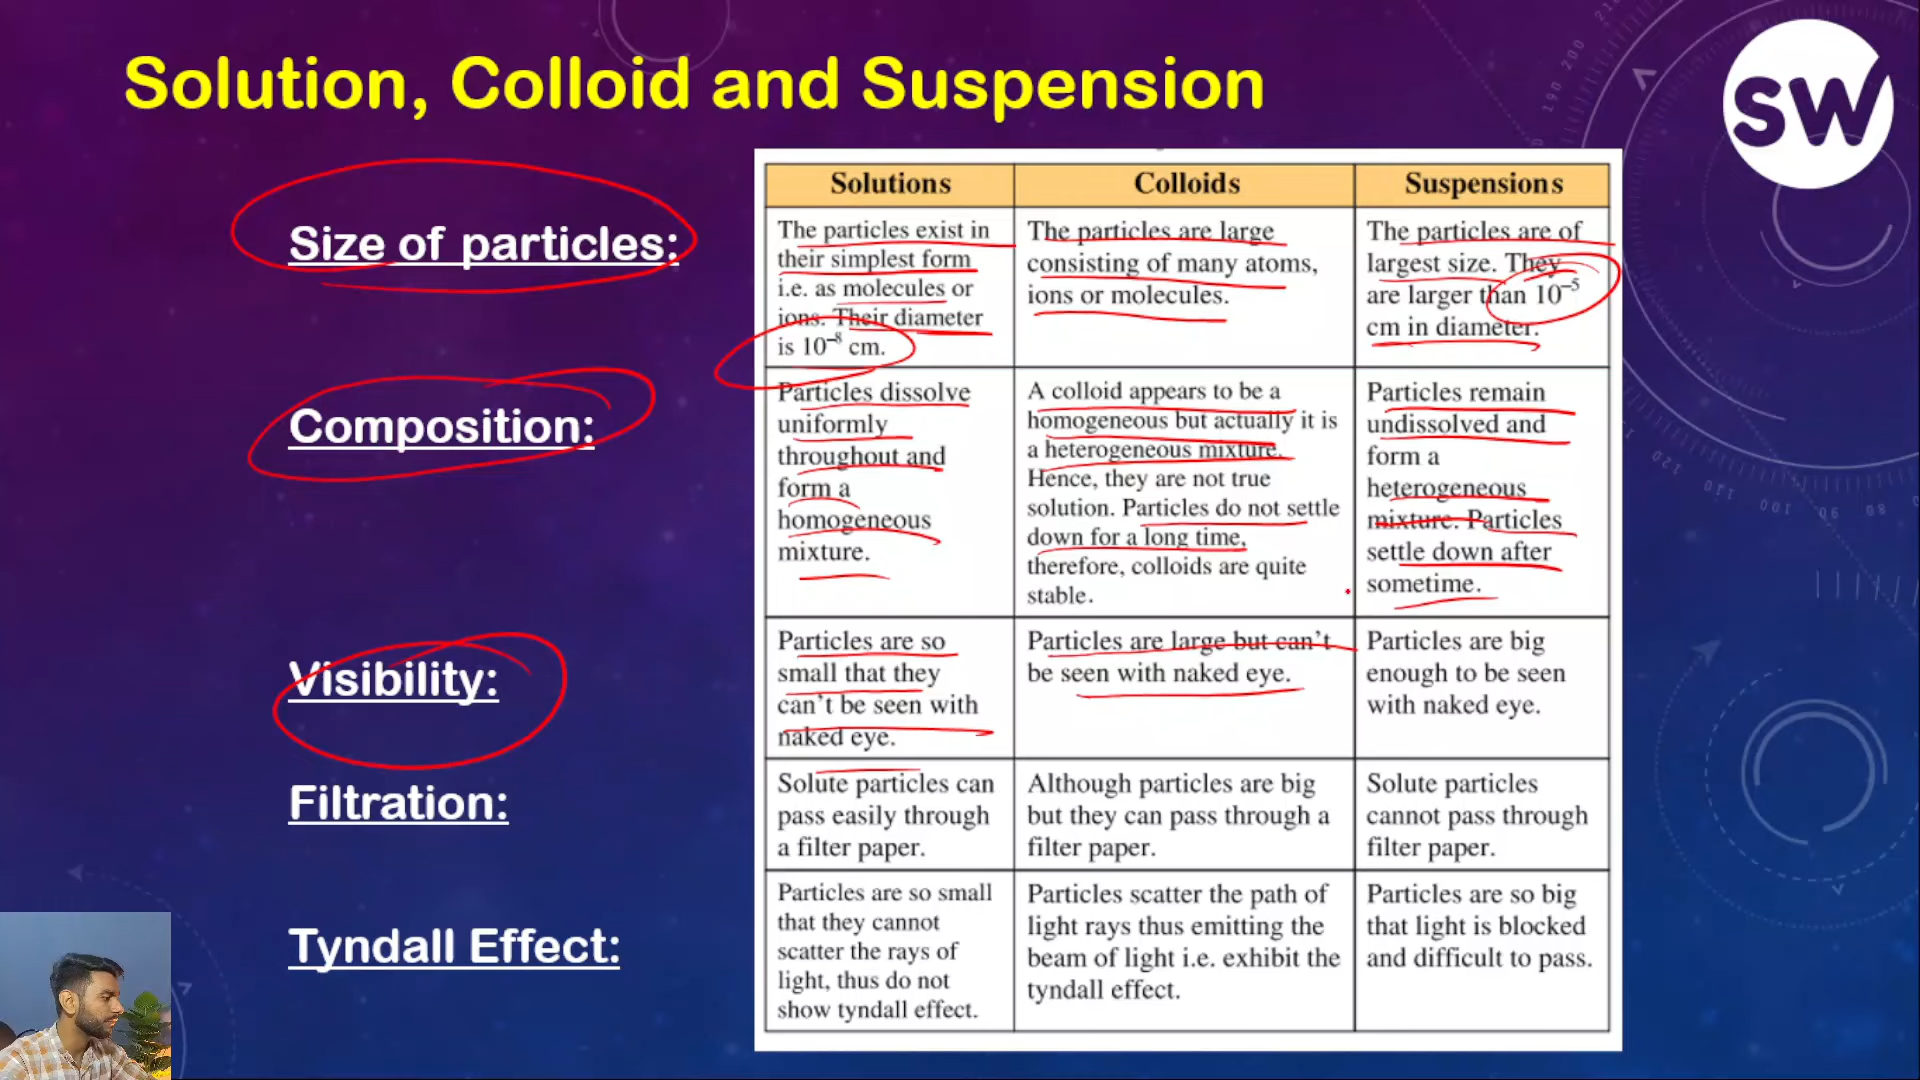 Solution, Colloid and Suspension
SW
Size of particles:
Composition:
Visibility:
Filtration:
Tyndall Effect:
Solutions
Colloids
Suspensions
The particles exist in
their simplest form
i.e. as molecules or
ions. Their diameter
is 10⁻⁸ cm.
The particles are large
consisting of many atoms,
ions or molecules.
The particles are of
largest size. They
are larger than 10⁻⁵
cm in diameter.
Particles dissolve
uniformly
throughout and
form a
homogeneous
mixture.
A colloid appears to be a
homogeneous but actually it is
a heterogeneous mixture.
Hence, they are not true
solution. Particles do not settle
down for a long time,
therefore, colloids are quite
stable.
Particles remain
undissolved and
form a
heterogeneous
mixture. Particles
settle down after
sometime.
Particles are so
small that they
can't be seen with
naked eye.
Particles are large but can't
be seen with naked eye.
Particles are big
enough to be seen
with naked eye.
Solute particles can
pass easily through
a filter paper.
Although particles are big
but they can pass through a
filter paper.
Solute particles
cannot pass through
filter paper.
Particles are so small
that they cannot
scatter the rays of
light, thus do not
show tyndall effect.
Particles scatter the path of
light rays thus emitting the
beam of light i.e. exhibit the
tyndall effect.
Particles are so big
that light is blocked
and difficult to pass.
210
200
190
160
120
110
100
90
80